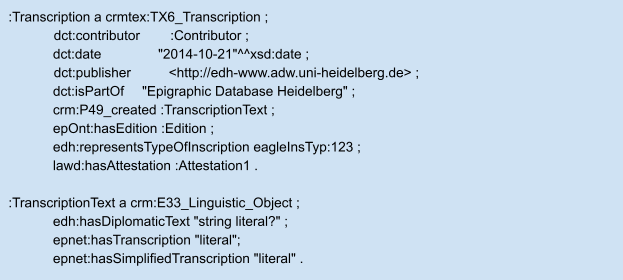 :Transcription a crmtex:TX6_Transcription ;
dct:contributor :Contributor ;
dct:date "2014-10-21"^^xsd:date ;
dct:publisher <http://edh-www.adw.uni-heidelberg.de> ;
dct:isPartOf "Epigraphic Database Heidelberg" ;
crm:P49_created :TranscriptionText ;
epOnt:hasEdition :Edition ;
edh:representsTypeOfInscription eagleInsTyp:123 ;
lawd:hasAttestation :Attestation1 .
:TranscriptionText a crm:E33_Linguistic_Object ;
edh:hasDiplomaticText "string literal?" ;
epnet:hasTranscription "literal";
epnet:hasSimplifiedTranscription "literal" .